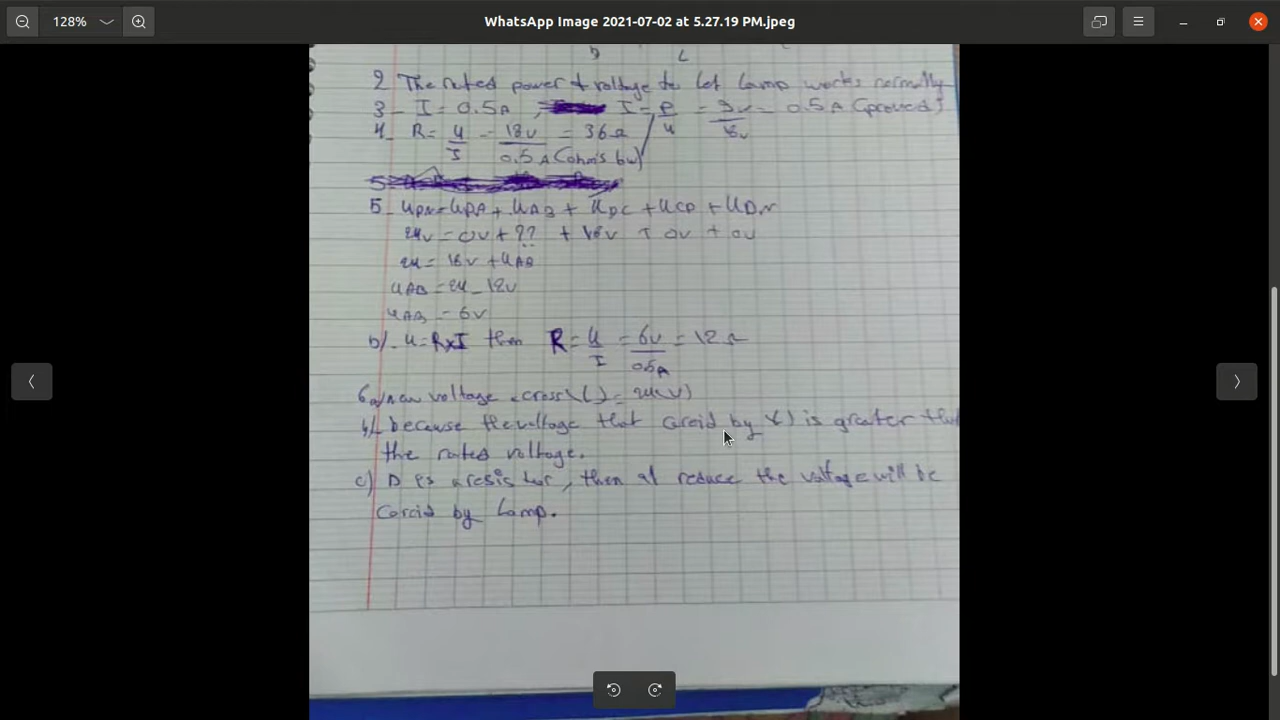 128%
WhatsApp Image 2021-07-02 at 5.27.19 PM.jpeg
2 The rated power & voltage to let lamp works normally
3 - I = 0.5A, I = P/u = 9v/18v = 0.5A (proved)
4 - R = u/I = 18v/0.5A = 36Ω (ohm's law)
5 - uPN = uPA + uAB + uBC + uCD + uDN
24v = 0v + ?? + 18v + 0v + 0v
24 = 18v + uAB
uAB = 24 - 18v
uAB = 6v
b/ - u = R×I then R = u/I = 6v/0.5A = 12Ω
6 a/ new voltage across (L) = 24(V)
b/ because the voltage that caroid by (L) is greater than
the rated voltage.
c) D is aresistor, then it reduce the voltage will be
caroid by Lamp.